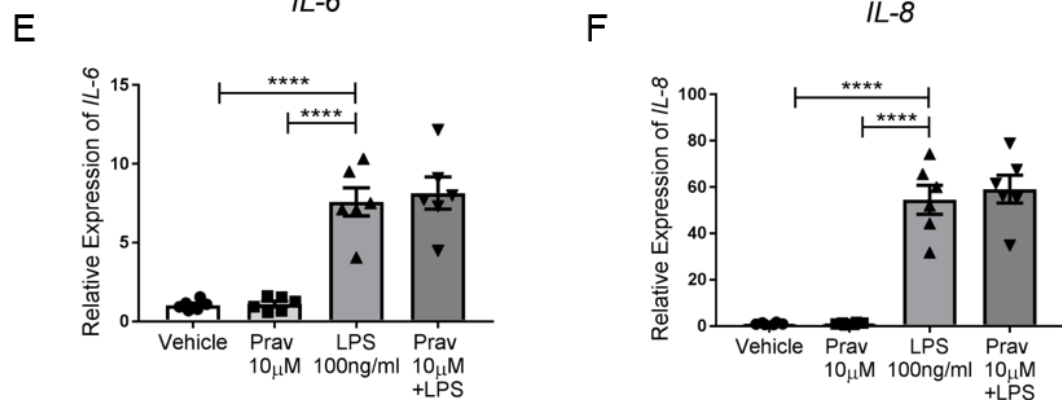 E
IL-6
Relative Expression of IL-6
15
10
5
0
****
****
Vehicle
Prav
10μM
LPS
100ng/ml
Prav
10μM
+LPS
F
IL-8
Relative Expression of IL-8
100
80
60
40
20
0
****
****
Vehicle
Prav
10μM
LPS
100ng/ml
Prav
10μM
+LPS